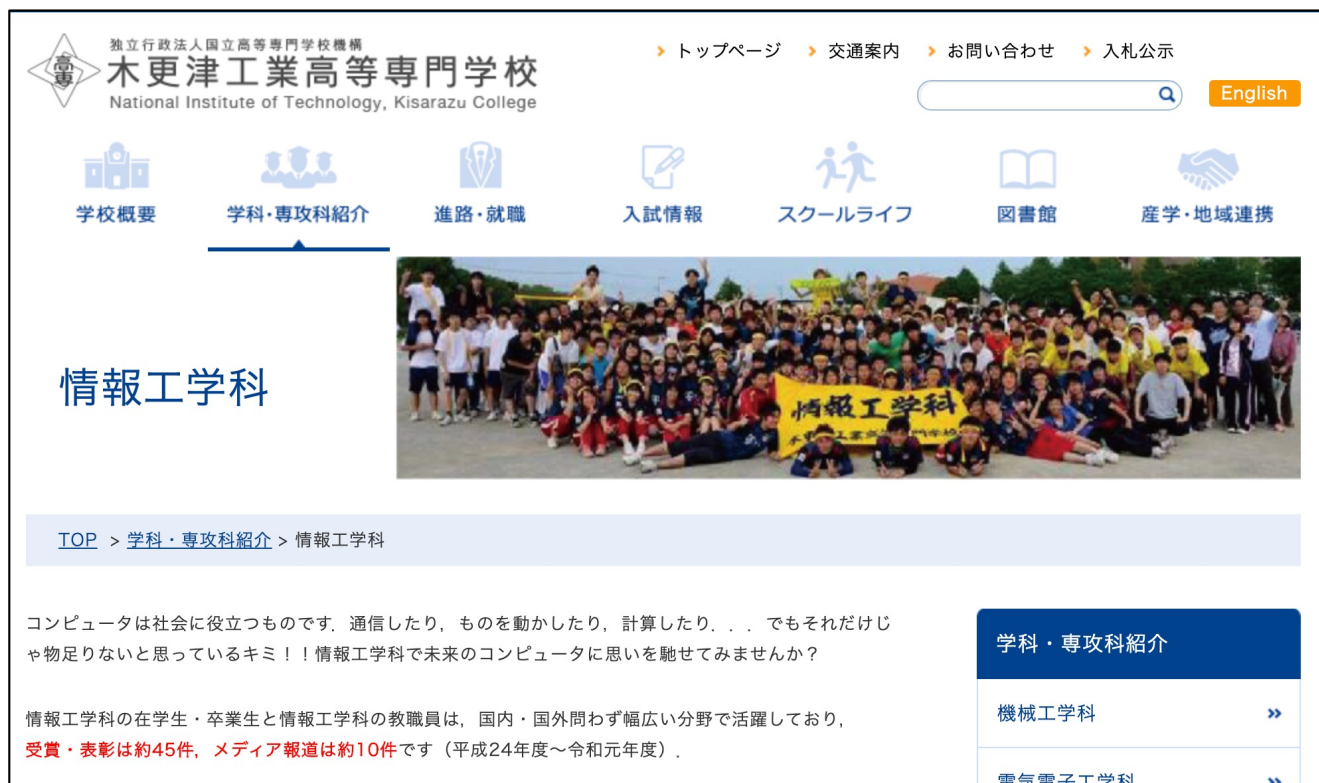 独立行政法人国立高等専門学校機構
木更津工業高等専門学校
National Institute of Technology, Kisarazu College
トップページ
交通案内
お問い合わせ
入札公示
English
学校概要
学科・専攻科紹介
進路・就職
入試情報
スクールライフ
図書館
産学・地域連携
情報工学科
情報工学科
TOP > 学科・専攻科紹介 > 情報工学科
コンピュータは社会に役立つものです．通信したり，ものを動かしたり，計算したり．．．でもそれだけじ
ゃ物足りないと思っているキミ！！情報工学科で未来のコンピュータに思いを馳せてみませんか？
情報工学科の在学生・卒業生と情報工学科の教職員は，国内・国外問わず幅広い分野で活躍しており，
受賞・表彰は約45件，メディア報道は約10件です（平成24年度～令和元年度）．
学科・専攻科紹介
機械工学科
電気電子工学科